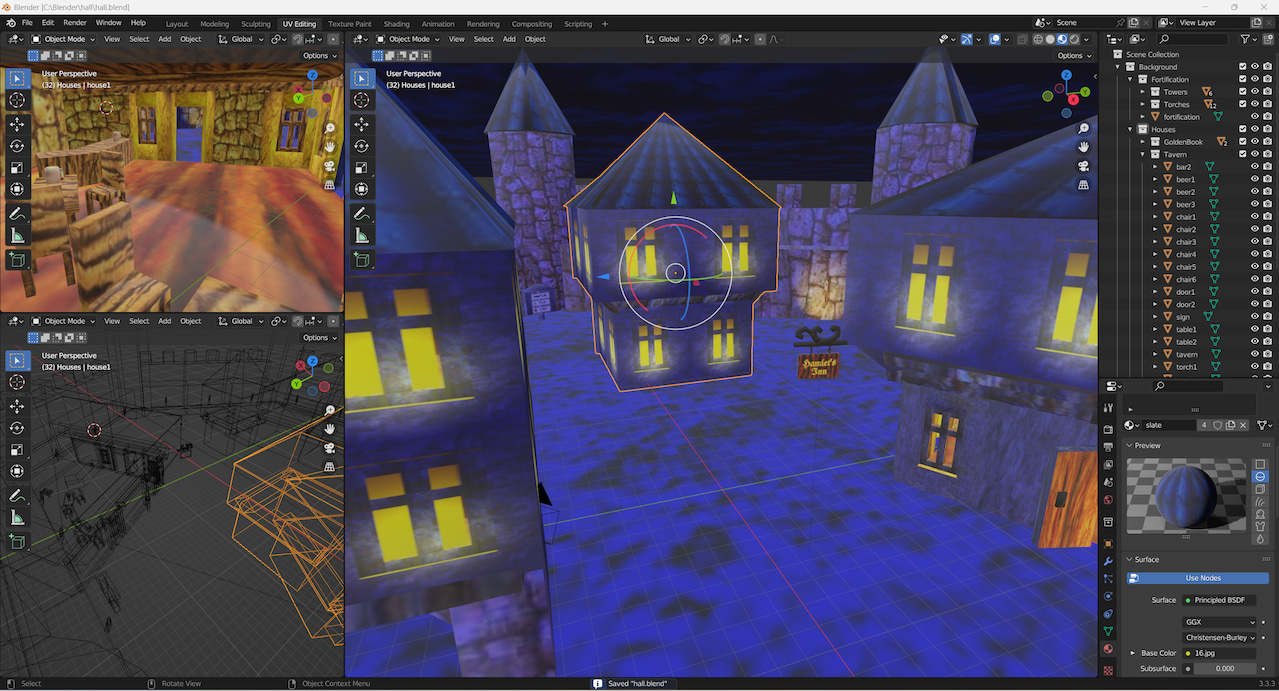 Blender [C:\Blender\hall\hall.blend]
File Edit Render Window Help Layout Modeling Sculpting UV Editing Texture Paint Shading Animation Rendering Compositing Scripting + Scene View Layer
Object Mode View Select Add Object Global
Options
User Perspective
(32) Houses | house1
Object Mode View Select Add Object Global
Options
User Perspective
(32) Houses | house1
X
Y
Z
Hamlet's
Inn
Object Mode View Select Add Object Global
Options
User Perspective
(32) Houses | house1
Scene Collection
Background
Fortification
Towers 6
Torches 12
fortification
Houses
GoldenBook 2
Tavern
bar2
beer1
beer2
beer3
chair1
chair2
chair3
chair4
chair5
chair6
door1
door2
sign
table1
table2
tavern
torch1
slate 4
Preview
Surface
Use Nodes
Surface Principled BSDF
GGX
Christensen-Burley
Base Color 16.jpg
Subsurface 0.000
Select Rotate View Object Context Menu Saved "hall.blend" 3.3.3